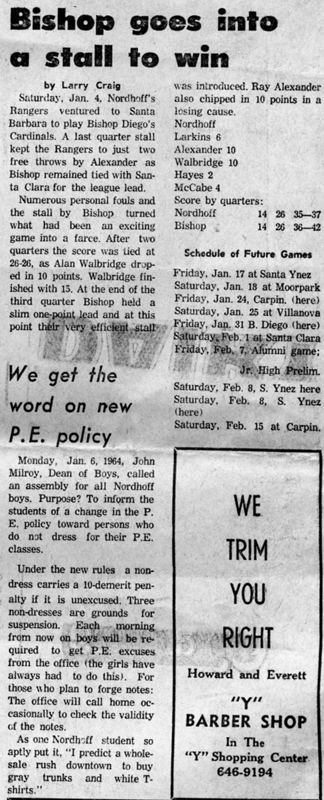 Bishop goes into
a stall to win
by Larry Craig
Saturday, Jan. 4, Nordhoff's
Rangers ventured to Santa
Barbara to play Bishop Diego's
Cardinals. A last quarter stall
kept the Rangers to just two
free throws by Alexander as
Bishop remained tied with San-
ta Clara for the league lead.
Numerous personal fouls and
the stall by Bishop turned
what had been an exciting
game into a farce. After two
quarters the score was tied at
26-26, as Alan Walbridge drop-
ed in 10 points. Walbridge fin-
ished with 15. At the end of the
third quarter Bishop held a
slim one-point lead and at this
point their very efficient stall
was introduced. Ray Alexander
also chipped in 10 points in a
losing cause.
Nordhoff
Larkins 6
Alexander 10
Walbridge 10
Hayes 2
McCabe 4
Score by quarters:
Nordhoff 14 26 35—37
Bishop 14 26 36—42
Schedule of Future Games
Friday, Jan. 17 at Santa Ynez
Saturday, Jan. 18 at Moorpark
Friday, Jan. 24, Carpin. (here)
Saturday, Jan. 25 at Villanova
Friday, Jan. 31 B. Diego (here)
Saturday, Feb. 1 at Santa Clara
Friday, Feb. 7, Alumni game;
Jr. High Prelim.
Saturday, Feb. 8, S. Ynez here
Saturday, Feb. 8, S. Ynez
(here)
Saturday, Feb. 15 at Carpin.
We get the
word on new
P.E. policy
Monday, Jan. 6, 1964, John
Milroy, Dean of Boys, called
an assembly for all Nordhoff
boys. Purpose? To inform the
students of a change in the P.
E. policy toward persons who
do not dress for their P.E.
classes.
Under the new rules a non-
dress carries a 10-demerit pen-
alty if it is unexcused. Three
non-dresses are grounds for
suspension. Each morning
from now on boys will be re-
quired to get P.E. excuses
from the office (the girls have
always had to do this). For
those who plan to forge notes:
The office will call home oc-
casionally to check the validity
of the notes.
As one Nordhoff student so
aptly put it, "I predict a whole-
sale rush downtown to buy
gray trunks and white T-
shirts."
WE
TRIM
YOU
RIGHT
Howard and Everett
"Y"
BARBER SHOP
In The
"Y" Shopping Center
646-9194